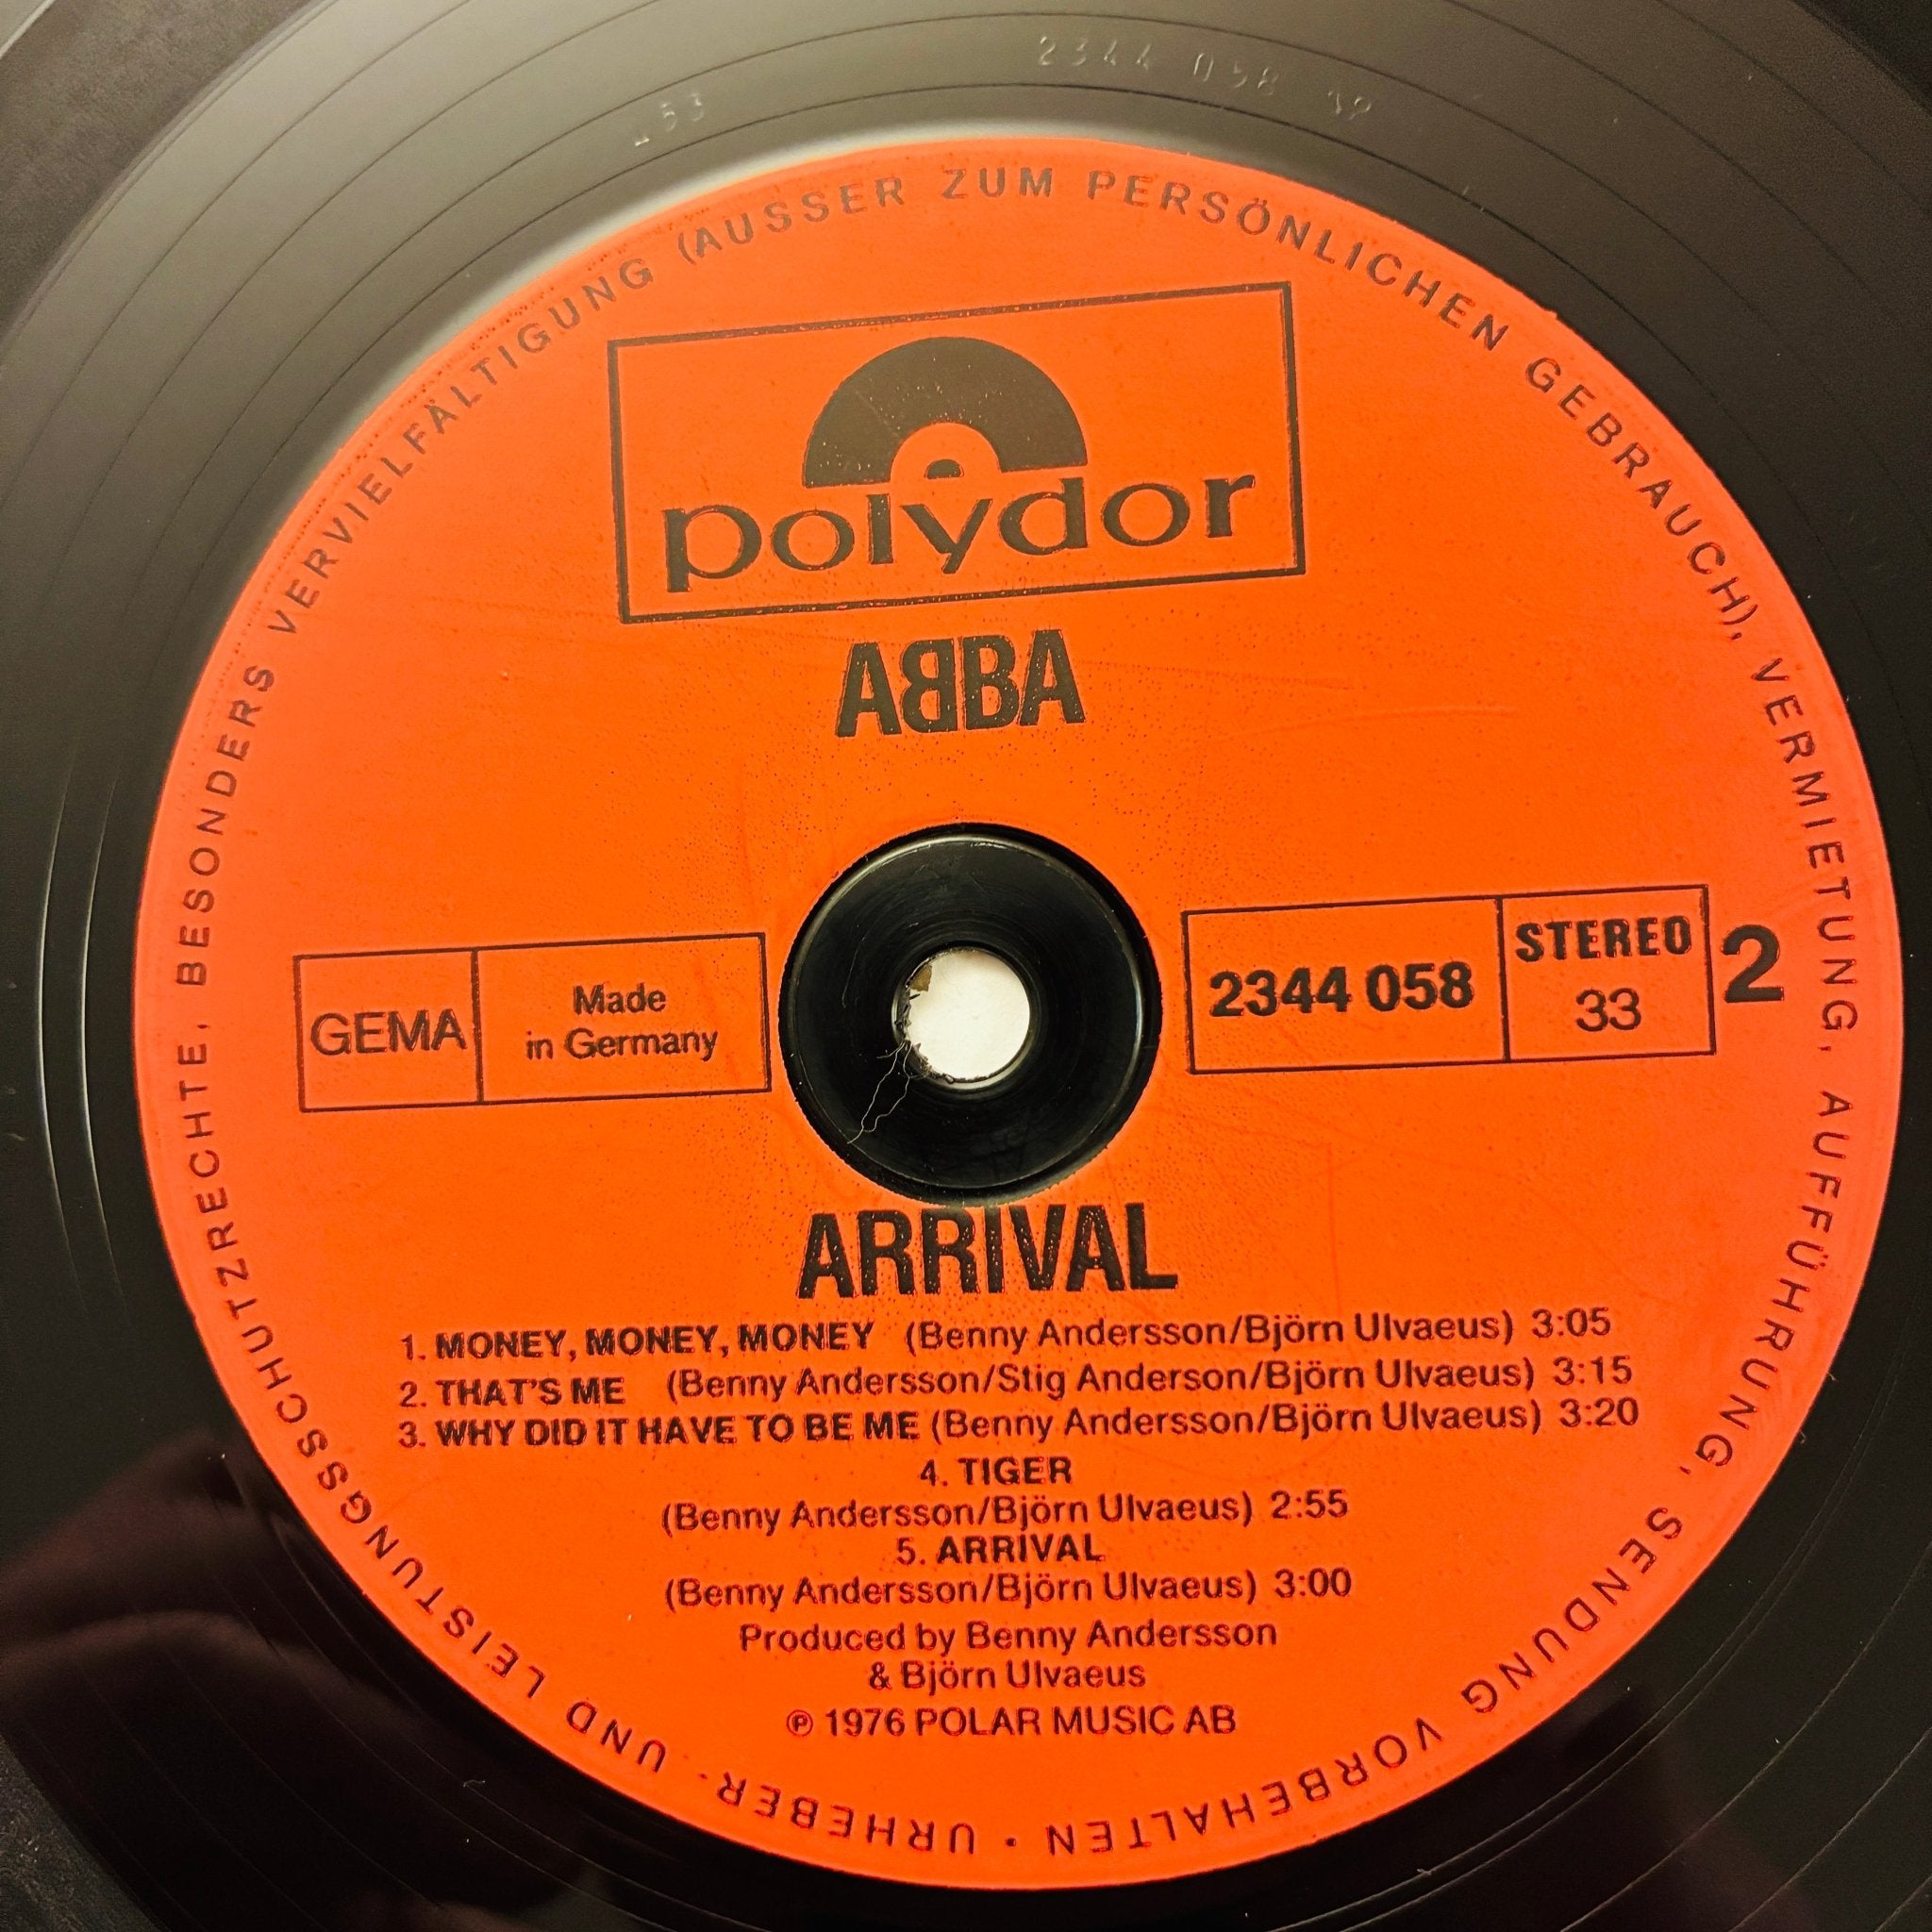 2344 058
53
URHEBER- UND LEISTUNGSSCHUTZRECHTE, BESONDERS VERVIELFÄLTIGUNG (AUSSER ZUM PERSÖNLICHEN GEBRAUCH), VERMIETUNG, AUFFÜHRUNG, SENDUNG VORBEHALTEN •
polydor
ABBA
GEMA
Made
in Germany
2344 058
STEREO
33
2
ARRIVAL
1. MONEY, MONEY, MONEY (Benny Andersson/Björn Ulvaeus) 3:05
2. THAT'S ME (Benny Andersson/Stig Anderson/Björn Ulvaeus) 3:15
3. WHY DID IT HAVE TO BE ME (Benny Andersson/Björn Ulvaeus) 3:20
4. TIGER
(Benny Andersson/Björn Ulvaeus) 2:55
5. ARRIVAL
(Benny Andersson/Björn Ulvaeus) 3:00
Produced by Benny Andersson
& Björn Ulvaeus
℗ 1976 POLAR MUSIC AB